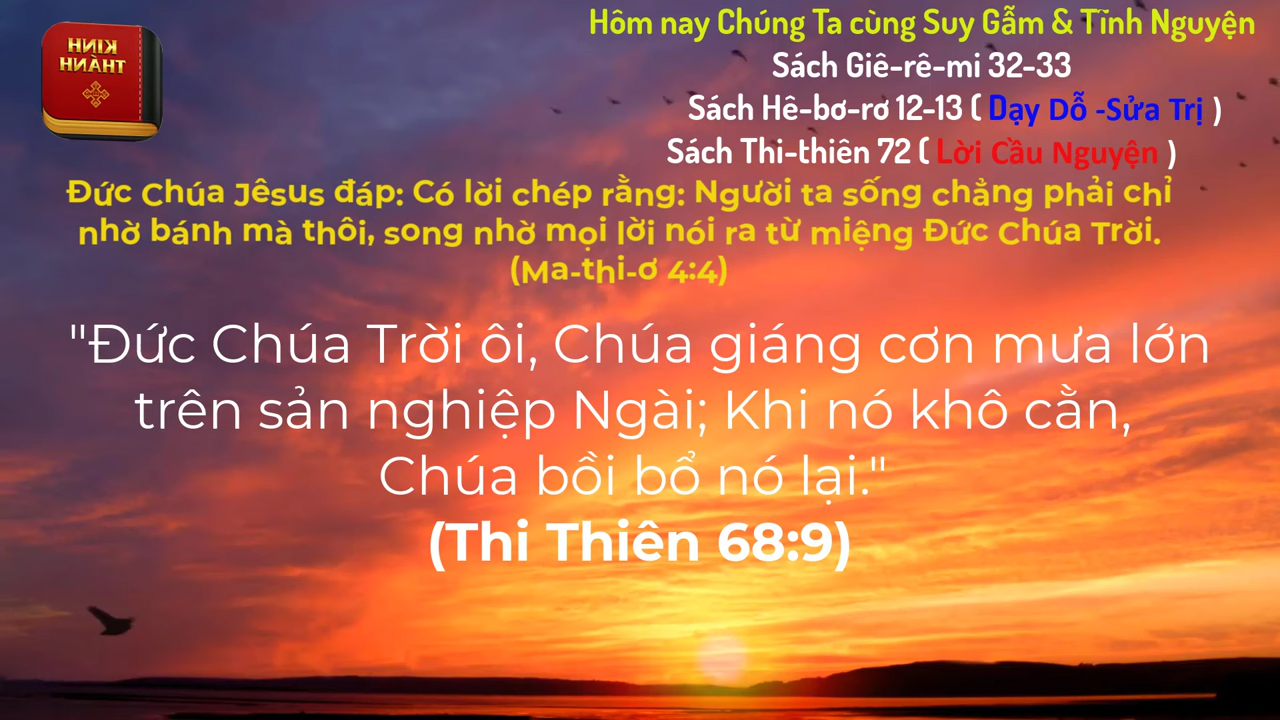 KINH
THÀNH
Hôm nay Chúng Ta cùng Suy Gẫm & Tĩnh Nguyện
Sách Giê-rê-mi 32-33
Sách Hê-bơ-rơ 12-13 ( Dạy Dỗ -Sửa Trị )
Sách Thi-thiên 72 ( Lời Cầu Nguyện )
Đức Chúa Jêsus đáp: Có lời chép rằng: Người ta sống chẳng phải chỉ
nhờ bánh mà thôi, song nhờ mọi lời nói ra từ miệng Đức Chúa Trời.
(Ma-thi-ơ 4:4)
"Đức Chúa Trời ôi, Chúa giáng cơn mưa lớn
trên sản nghiệp Ngài; Khi nó khô cằn,
Chúa bồi bổ nó lại."
(Thi Thiên 68:9)